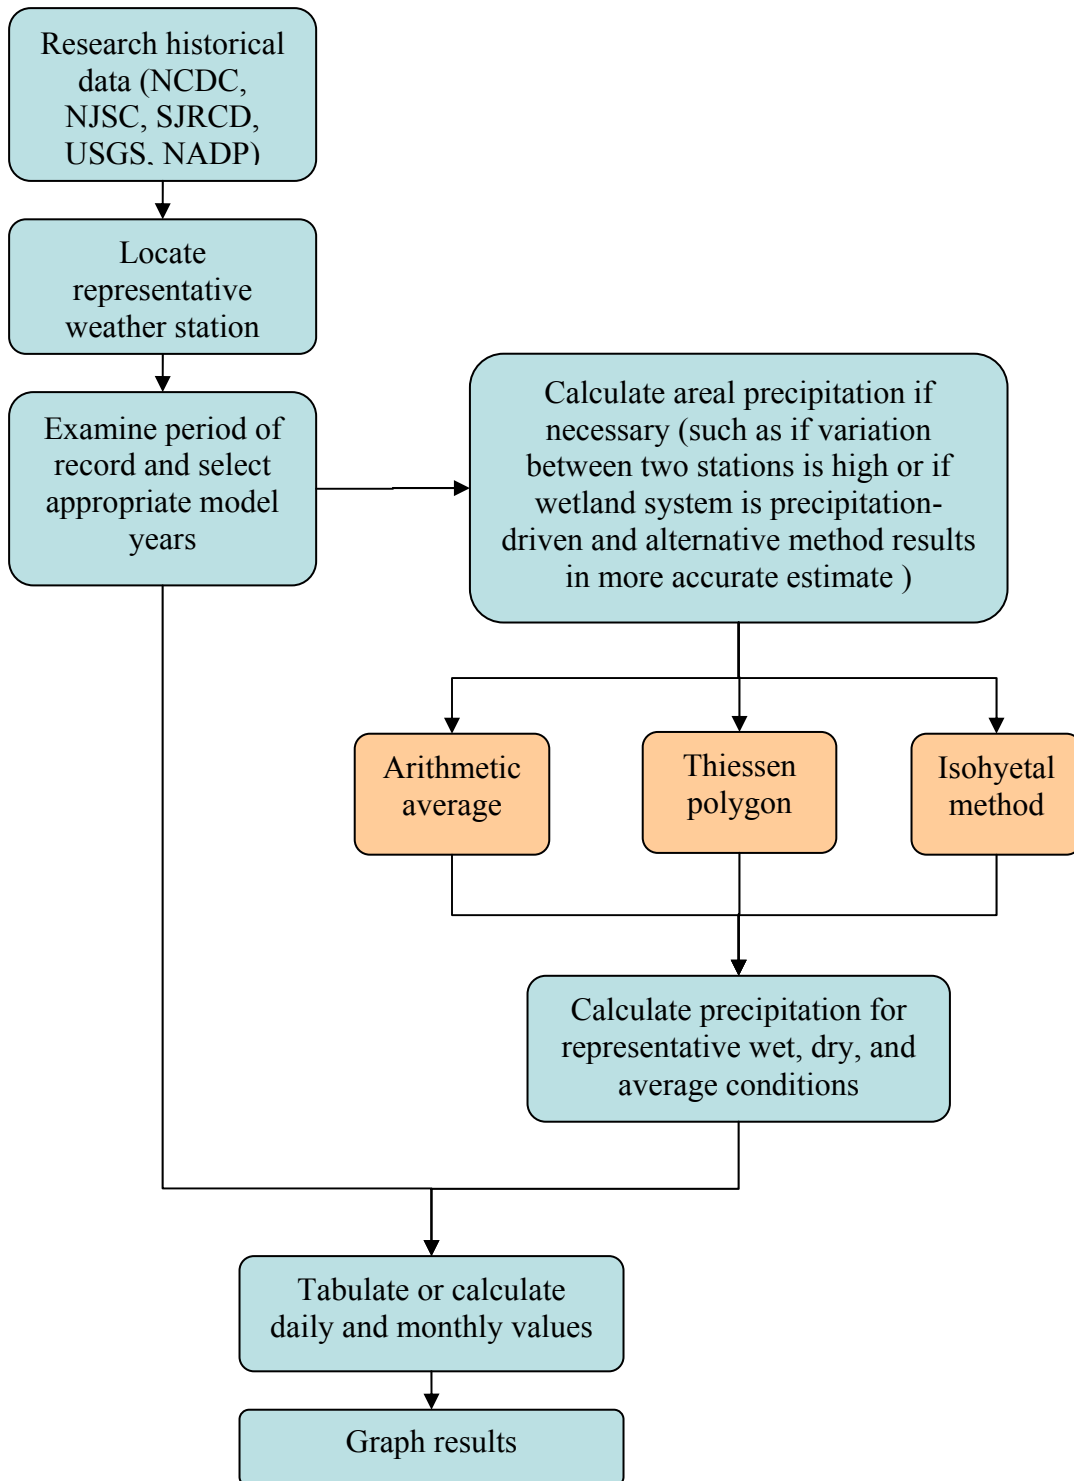 Research historical
data (NCDC,
NJSC, SJRCD,
USGS, NADP)
Locate
representative
weather station
Examine period of
record and select
appropriate model
years
Calculate areal precipitation if
necessary (such as if variation
between two stations is high or if
wetland system is precipitation-
driven and alternative method results
in more accurate estimate )
Arithmetic
average
Thiessen
polygon
Isohyetal
method
Calculate precipitation for
representative wet, dry, and
average conditions
Tabulate or calculate
daily and monthly values
Graph results